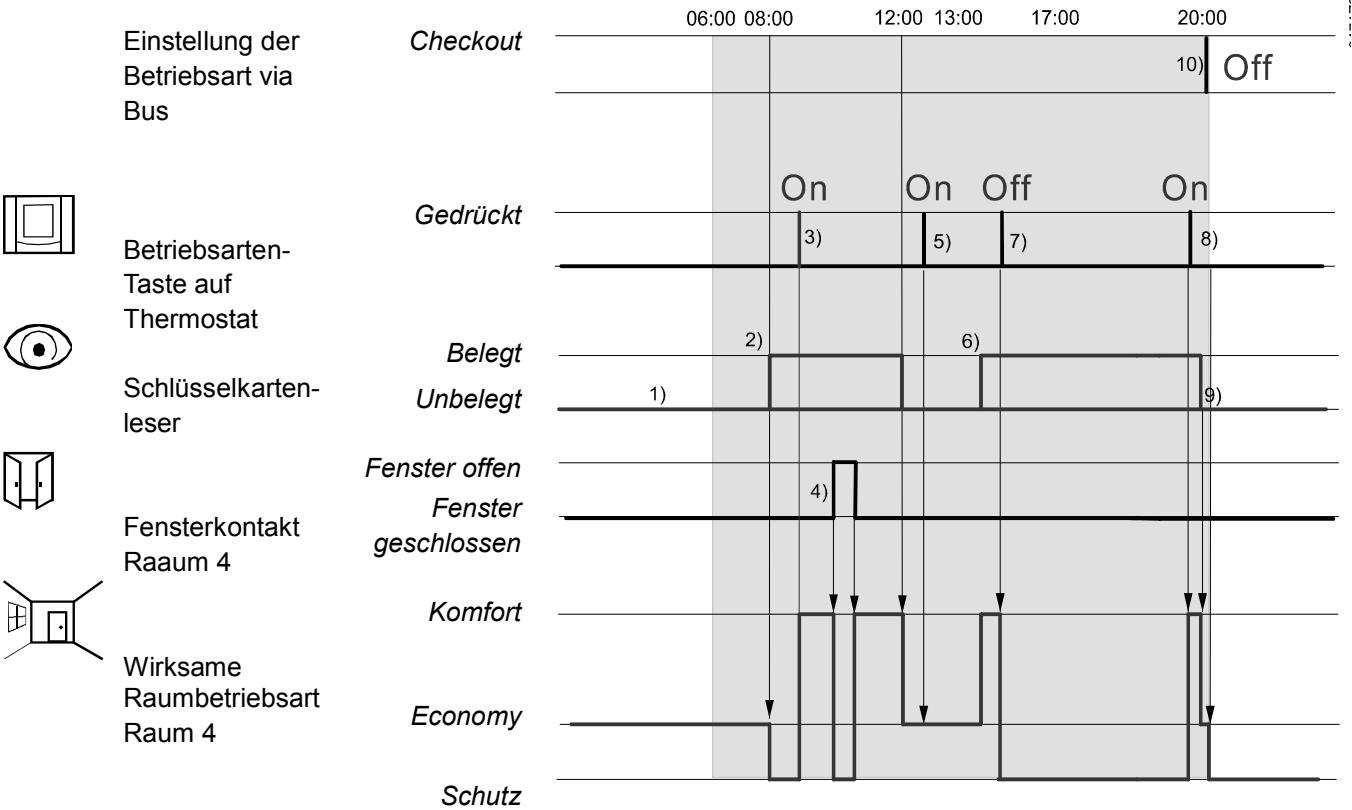 06:00 08:00 12:00 13:00 17:00 20:00
Einstellung der
Betriebsart via
Bus
Checkout
10) Off
On On Off On
Gedrückt
3) 5) 7) 8)
Betriebsarten-
Taste auf
Thermostat
2) 6)
Belegt
Schlüsselkarten-
leser
1) 9)
Unbelegt
Fenster offen
4)
Fenster
geschlossen
Fensterkontakt
Raaum 4
Komfort
Wirksame
Raumbetriebsart
Raum 4
Economy
Schutz